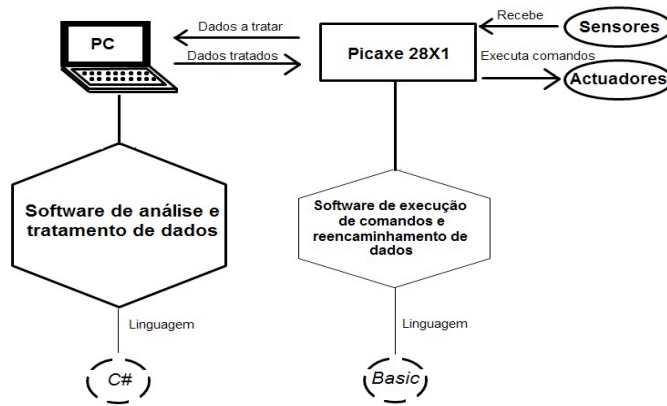 PC
Dados a tratar
Dados tratados
Picaxe 28X1
Recebe
Sensores
Executa comandos
Actuadores
Software de análise e
tratamento de dados
Software de execução
de comandos e
reencaminhamento de
dados
Linguagem
Linguagem
C#
Basic